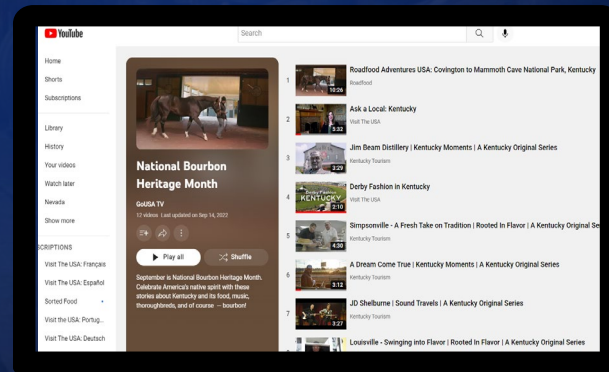 YouTube
Search
Home
Shorts
Subscriptions
Library
History
Your videos
Watch later
Nevada
Show more
SCRIPTIONS
Visit The USA: Français
Visit The USA: Español
Sorted Food
Visit the USA: Portug...
Visit The USA: Deutsch
National Bourbon
Heritage Month
GoUSA TV
12 videos Last updated on Sep 14, 2022
Play all
Shuffle
September is National Bourbon Heritage Month.
Celebrate America's native spirit with these
stories about Kentucky and its food, music,
thoroughbreds, and of course — bourbon!
1
10:26
Roadfood Adventures USA: Covington to Mammoth Cave National Park, Kentucky
Roadfood
2
3:32
Ask a Local: Kentucky
Visit The USA
3
3:29
Jim Beam Distillery | Kentucky Moments | A Kentucky Original Series
Kentucky Tourism
4
Derby Fashion
KENTUCKY
2:10
Derby Fashion in Kentucky
Visit The USA
5
4:30
Simpsonville - A Fresh Take on Tradition | Rooted In Flavor | A Kentucky Original Se
Kentucky Tourism
6
3:12
A Dream Come True | Kentucky Moments | A Kentucky Original Series
Kentucky Tourism
7
3:27
JD Shelburne | Sound Travels | A Kentucky Original Series
Kentucky Tourism
Louisville - Swinging into Flavor | Rooted In Flavor | A Kentucky Original Series